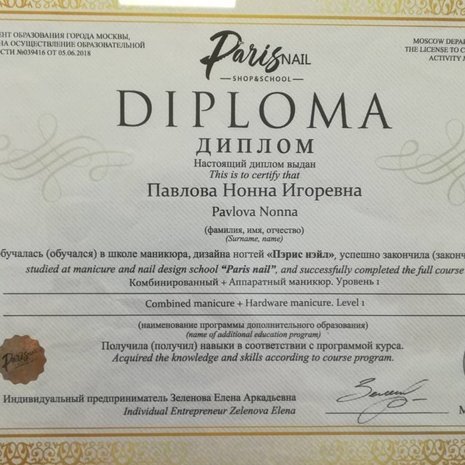 ЕНТ ОБРАЗОВАНИЯ ГОРОДА МОСКВЫ,
НА ОСУЩЕСТВЛЕНИЕ ОБРАЗОВАТЕЛЬНОЙ
СТИ №039416 ОТ 05.06.2018
Paris NAIL
SHOP&SCHOOL
MOSCOW DEPAR
THE LICENSE TO C
ACTIVITY
DIPLOMA
ДИПЛОМ
Настоящий диплом выдан
This is to certify that
Павлова Нонна Игоревна
Pavlova Nonna
(фамилия, имя, отчество)
(Surname, name)
обучалась (обучался) в школе маникюра, дизайна ногтей «Пэрис нэйл», успешно закончила (закон
studied at manicure and nail design school “Paris nail”, and successfully completed the full course
Комбинированный + Аппаратный маникюр. Уровень 1
Combined manicure + Hardware manicure. Level 1
(наименование программы дополнительного образования)
(name of additional education program)
Получила (получил) навыки в соответствии с программой курса.
Acquired the knowledge and skills according to course program.
Paris
Индивидуальный предприниматель Зеленова Елена Аркадьевна
Individual Entrepreneur Zelenova Elena
М